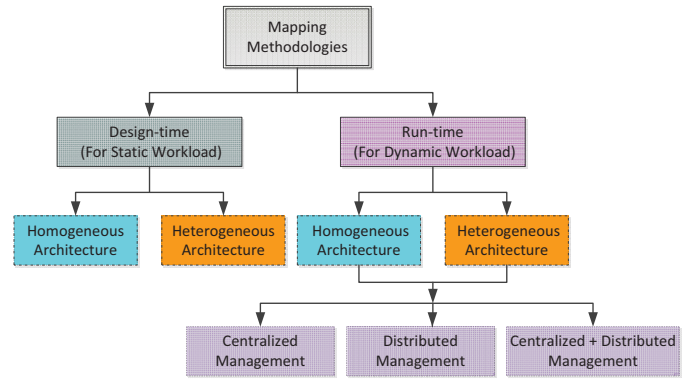 Mapping
Methodologies
Design-time
(For Static Workload)
Run-time
(For Dynamic Workload)
Homogeneous
Architecture
Heterogeneous
Architecture
Homogeneous
Architecture
Heterogeneous
Architecture
Centralized
Management
Distributed
Management
Centralized + Distributed
Management